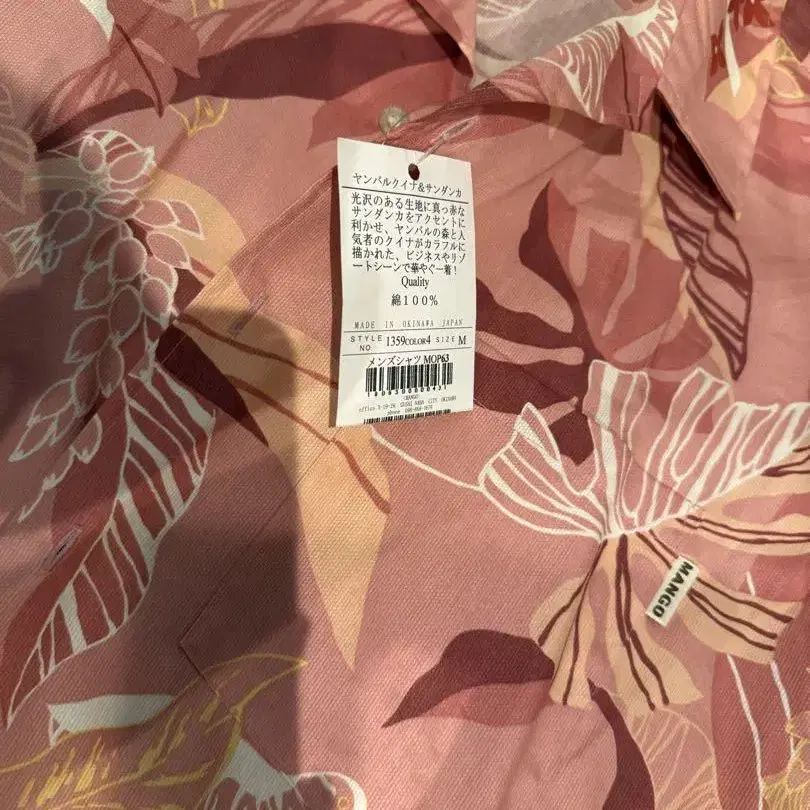 ヤンバルクイナ&サンダンカ
光沢のある生地に真っ赤な
サンダンカをアクセントに
利かせ、ヤンバルの森と人
気者のクイナがカラフルに
描かれた、ビジネスやリゾ
ートシーンで華やぐ一着!
Quality
綿100%
MADE IN OKINAWA JAPAN
STYLE NO 1359 COLOR 4 SIZE M
メンズシャツ MOP63
MANGO